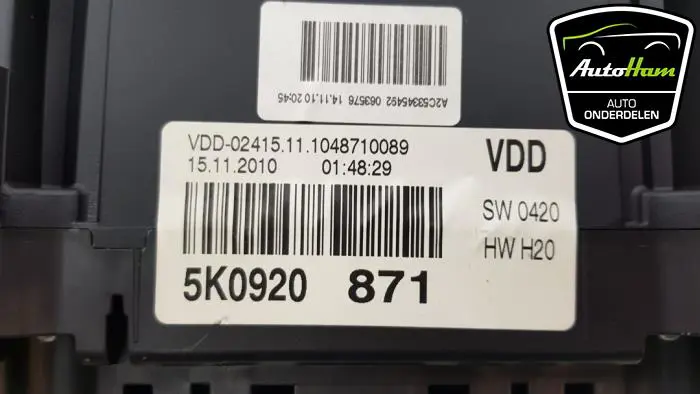 A2C53345492 063576 14.11.10 20:45
VDD-02415.11.1048710089
15.11.2010 01:48:29
VDD
SW 0420
HW H20
5K0920 871
AutoHam
AUTO
ONDERDELEN